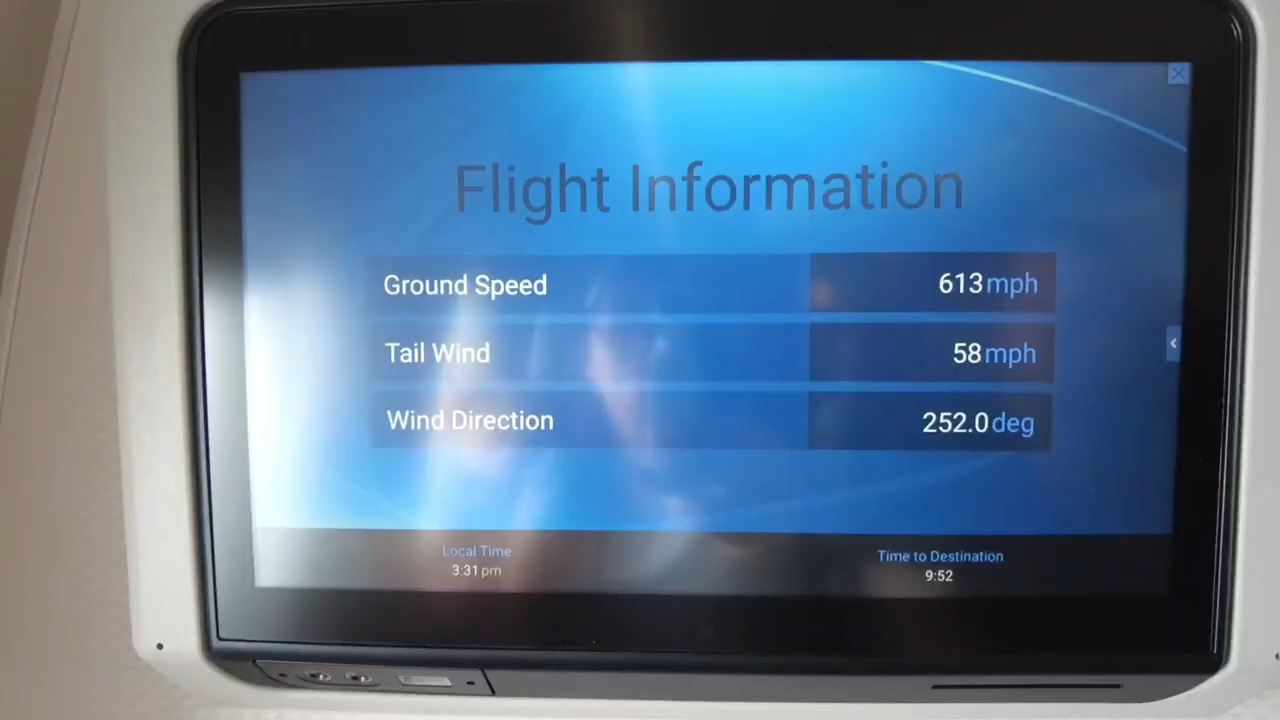 Flight Information
Ground Speed 613 mph
Tail Wind 58 mph
Wind Direction 252.0 deg
Local Time
3:31 pm
Time to Destination
9:52